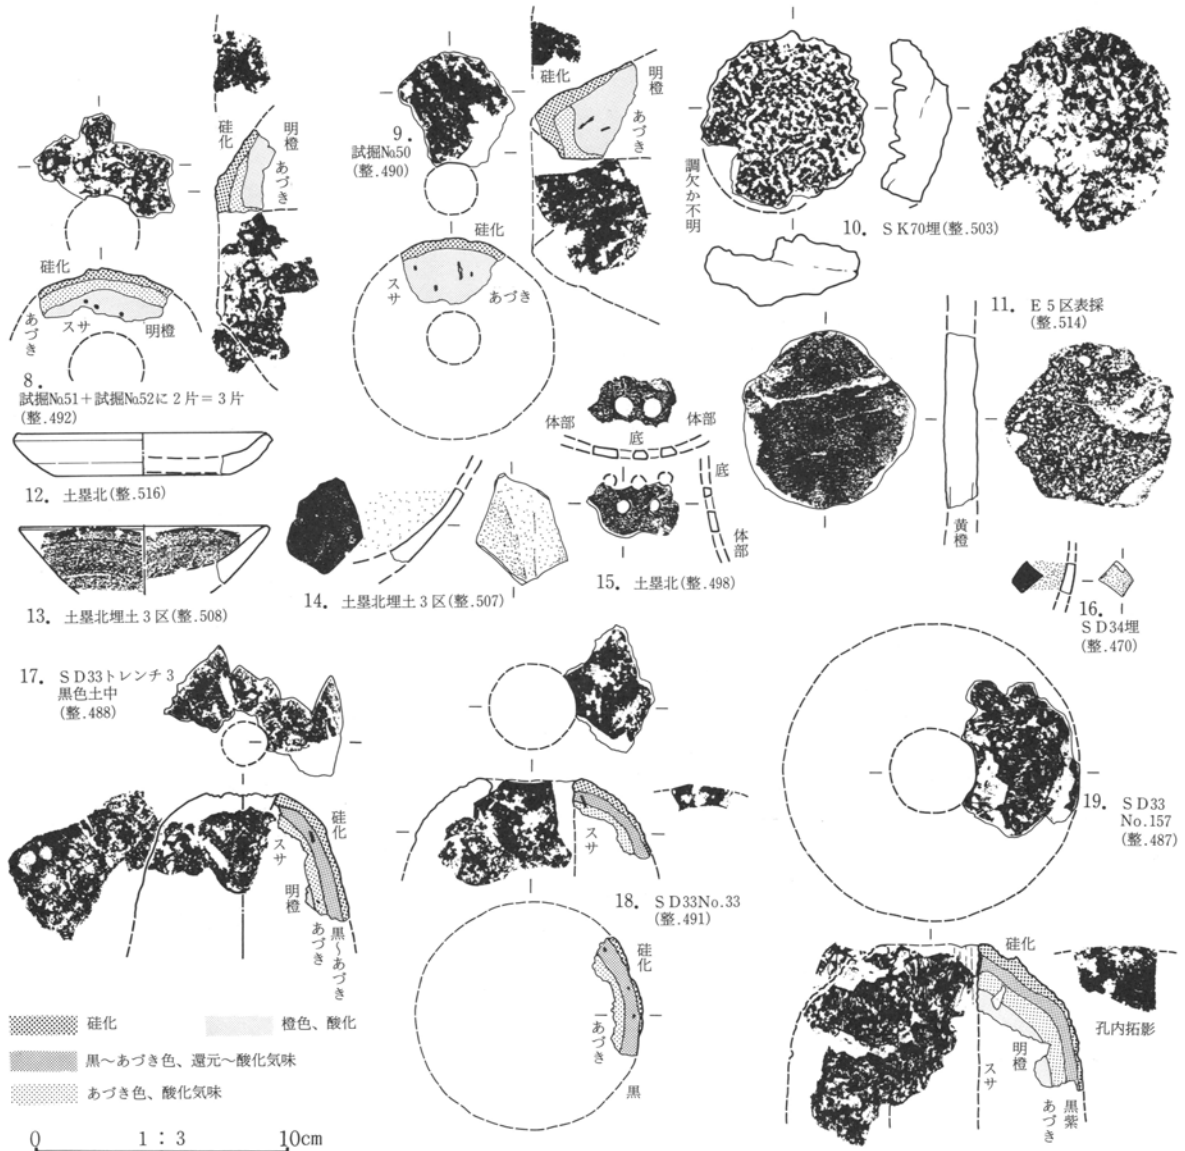 硅化
明橙
あづき
硅化
スサ
あづき
明橙
8.
試掘№51＋試掘№52に2片＝3片
(整.492)
硅化
明橙
あづき
9.
試掘№50
(整.490)
硅化
スサ
あづき
調欠か不明
10. ＳＫ70埋(整.503)
11. Ｅ５区表採
(整.514)
黄橙
12. 土塁北(整.516)
13. 土塁北埋土３区(整.508)
14. 土塁北埋土３区(整.507)
体部
底
体部
底
体部
15. 土塁北(整.498)
16.
ＳＤ34埋
(整.470)
17. ＳＤ33トレンチ３
黒色土中
(整.488)
硅化
スサ
明橙
あづき
黒～あづき
スサ
18. ＳＤ33No.33
(整.491)
硅化
あづき
黒
19. ＳＤ33
No.157
(整.487)
硅化
孔内拓影
スサ
明橙
あづき
黒紫
硅化
橙色、酸化
黒～あづき色、還元～酸化気味
あづき色、酸化気味
0 1：3 10cm